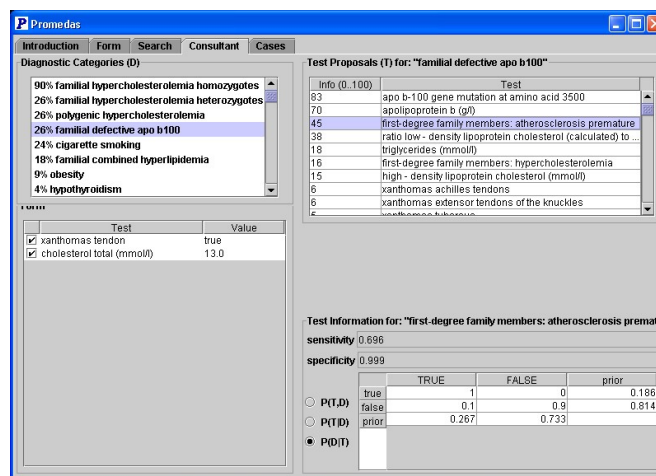 Promedas
Introduction Form Search Consultant Cases
Diagnostic Categories (D)
90% familial hypercholesterolemia homozygotes
26% familial hypercholesterolemia heterozygotes
26% polygenic hypercholesterolemia
26% familial defective apo b100
24% cigarette smoking
18% familial combined hyperlipidemia
9% obesity
4% hypothyroidism
Form
Test Value
xanthomas tendon true
cholesterol total (mmol/l) 13.0
Test Proposals (T) for: "familial defective apo b100"
Info (0..100) Test
83 apo b-100 gene mutation at amino acid 3500
70 apolipoprotein b (g/l)
45 first-degree family members: atherosclerosis premature
38 ratio low - density lipoprotein cholesterol (calculated) to ...
18 triglycerides (mmol/l)
16 first-degree family members: hypercholesterolemia
15 high - density lipoprotein cholesterol (mmol/l)
6 xanthomas achilles tendons
6 xanthomas extensor tendons of the knuckles
5 xanthomas tuberous
Test Information for: "first-degree family members: atherosclerosis premat
sensitivity 0.696
specificity 0.999
TRUE FALSE prior
true 1 0 0.186
false 0.1 0.9 0.814
prior 0.267 0.733
P(T,D)
P(T|D)
P(D|T)